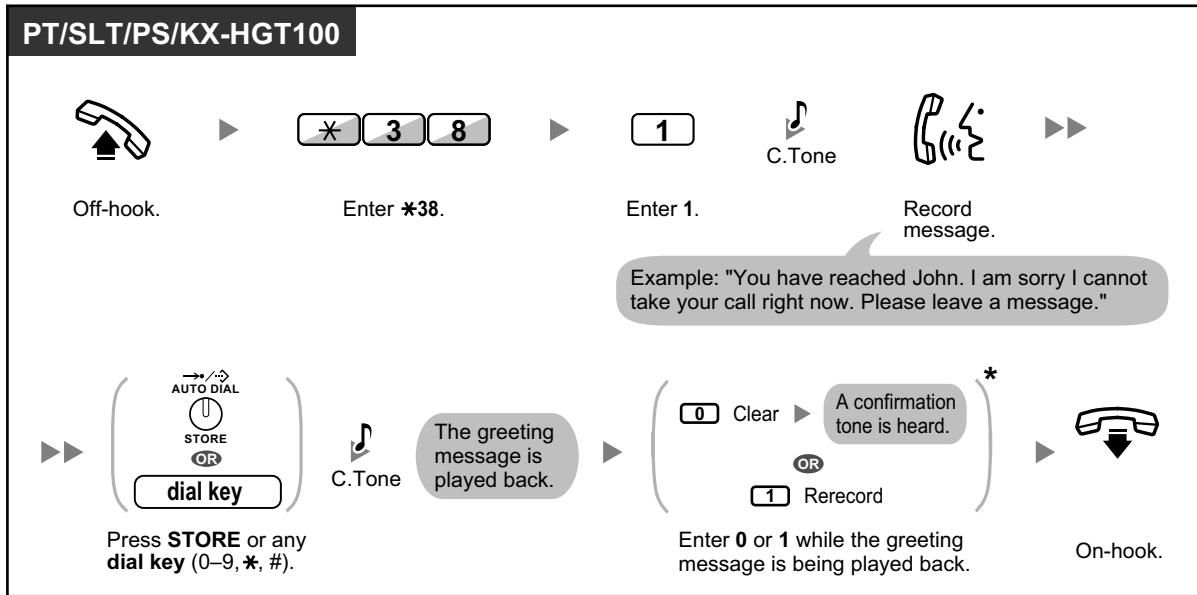 PT/SLT/PS/KX-HGT100
* 3 8
1
C.Tone
Off-hook.
Enter *38.
Enter 1.
Record
message.
Example: "You have reached John. I am sorry I cannot
take your call right now. Please leave a message."
AUTO DIAL
STORE
OR
dial key
C.Tone
The greeting
message is
played back.
0 Clear
A confirmation
tone is heard.
*
OR
1 Rerecord
Press STORE or any
dial key (0–9, *, #).
Enter 0 or 1 while the greeting
message is being played back.
On-hook.